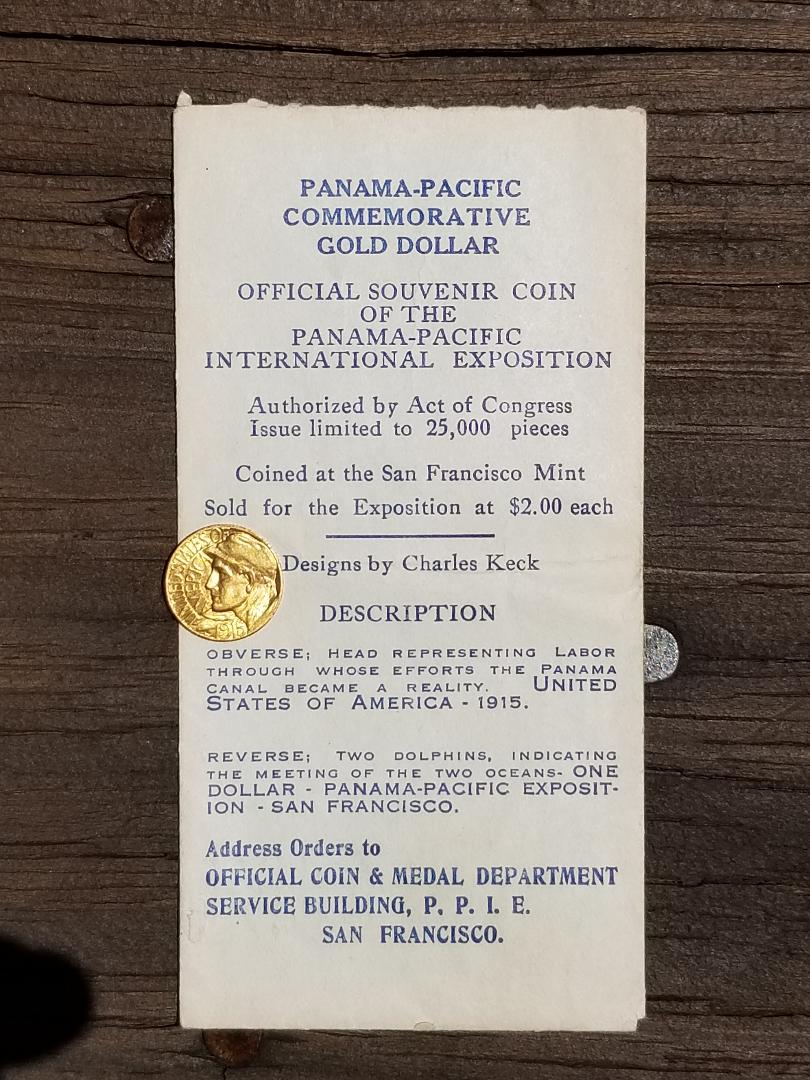 PANAMA-PACIFIC
COMMEMORATIVE
GOLD DOLLAR
OFFICIAL SOUVENIR COIN
OF THE
PANAMA-PACIFIC
INTERNATIONAL EXPOSITION
Authorized by Act of Congress
Issue limited to 25,000 pieces
Coined at the San Francisco Mint
Sold for the Exposition at $2.00 each
Designs by Charles Keck
DESCRIPTION
OBVERSE; HEAD REPRESENTING LABOR
THROUGH WHOSE EFFORTS THE PANAMA
CANAL BECAME A REALITY. UNITED
STATES OF AMERICA - 1915.
REVERSE; TWO DOLPHINS, INDICATING
THE MEETING OF THE TWO OCEANS- ONE
DOLLAR - PANAMA-PACIFIC EXPOSIT-
ION - SAN FRANCISCO.
Address Orders to
OFFICIAL COIN & MEDAL DEPARTMENT
SERVICE BUILDING, P. P. I. E.
SAN FRANCISCO.
1915